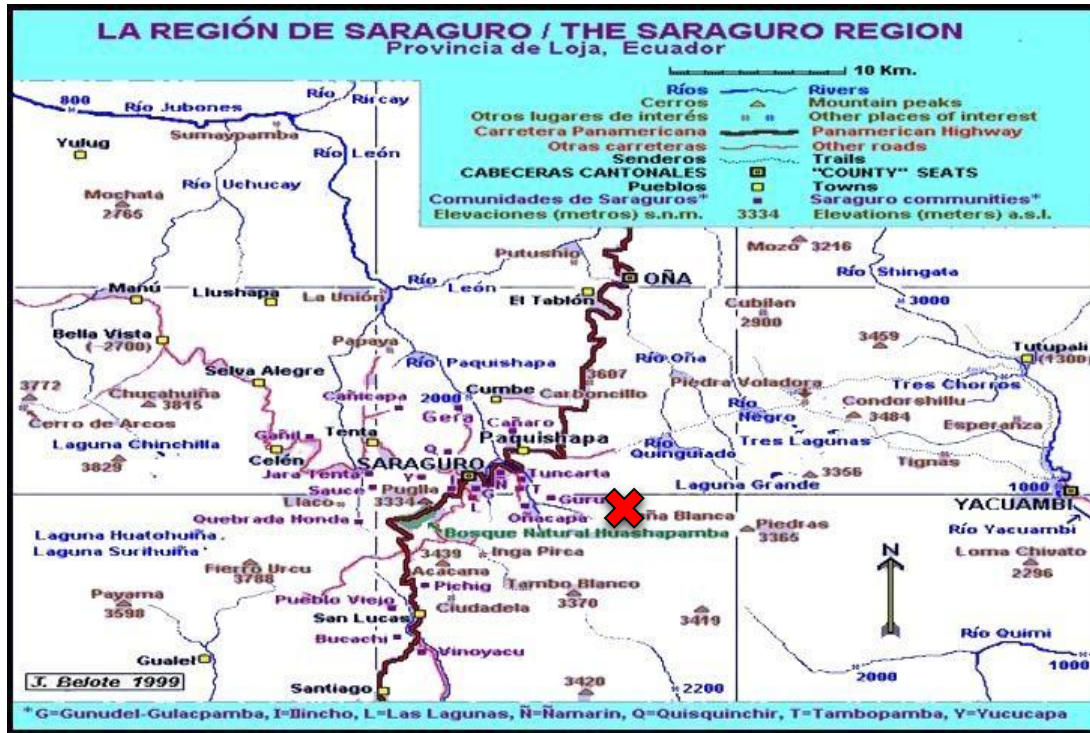 LA REGIÓN DE SARAGURO / THE SARAGURO REGION
Provincia de Loja, Ecuador
10 Km.
Ríos Rivers
Cerros Mountain peaks
Otros lugares de interés Other places of interest
Carretera Panamericana Panamerican Highway
Otras carreteras Other roads
Senderos Trails
CABECERAS CANTONALES "COUNTY" SEATS
Pueblos Towns
Comunidades de Saraguros* Saraguro communities*
Elevaciones (metros) s.n.m. 3334 Elevations (meters) a.s.l.
800
Río Jubones
Río
Rircay
Sumaypamba
Yulug
Río León
Río Uchucay
Mochata
2765
Putushio
Mozo 3216
Río Shingata
Río
León
OÑA
Manú
Llushapa
La Unión
El Tablón
Cubilan
2900
3000
Bella Vista
(~2700)
Papaya
Río Paquishapa
Río Oña
3459
Tutupali
(1300)
Selva Alegre
3607
Carboncillo
Piedra Voladora
Tres Chorros
3772
Chucahuiña
3815
Cañicapa
2000
Cumbe
Gera
Río
Negro
Condorshillu
3484
Cerro de Arcos
Cañaro
Esperanza
Laguna Chinchilla
Gañil
Tenta
Q
Paquishapa
Río
Quinguiado
Tres Lagunas
3829
Celén
Jara Tenta
SARAGURO
Tuncarta
Tignas
Sauce
Y
G
L
Ñ
I
T
3356
Laguna Grande
1000
Llaco
Puglla
3334
Guru
YACUAMBI
Quebrada Honda
Oñacapa
ña Blanca
Piedras
3365
Río Yacuambi
Laguna Huatohuiña
Laguna Surihuiña
Bosque Natural Huashapamba
N
Loma Chivato
2296
Fierro Urcu
3788
3439
Acacana
Inga Pirca
Payama
3598
Pichig
Tambo Blanco
3370
Pueblo Viejo
Ciudadela
San Lucas
3419
Bucachi
Río Quimi
Gualel
Vinoyacu
1000
2000
J. Belote 1999
Santiago
3420
2200
*G=Gunudel-Gulacpamba, I=Ilincho, L=Las Lagunas, Ñ=Ñamarin, Q=Quisquinchir, T=Tambopamba, Y=Yucucapa